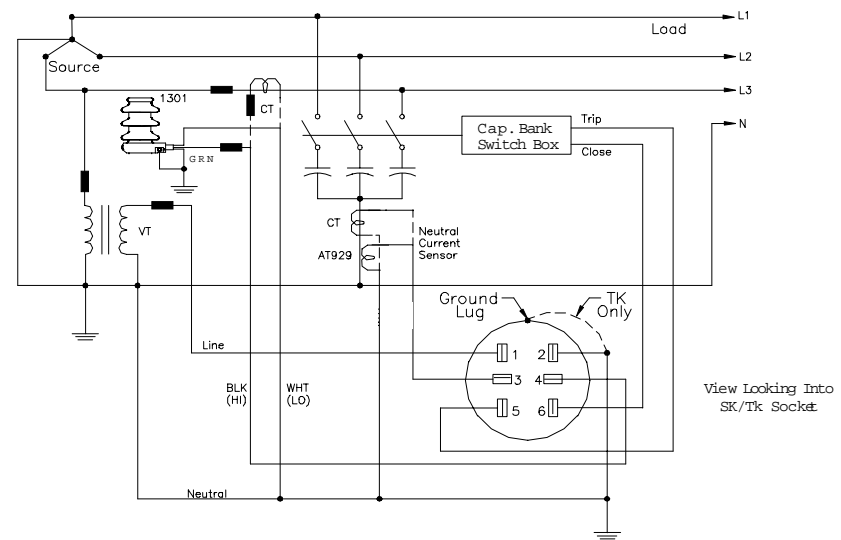 L1
Load
L2
Source
L3
1301
CT
Trip
N
Cap. Bank
Switch Box
Close
GRN
CT
Neutral
Current
Sensor
VT
AT929
Ground
Lug
TK
Only
Line
1
2
3
4
5
6
BLK
(HI)
WHT
(LO)
View Looking Into
SK/Tk Socket
Neutral